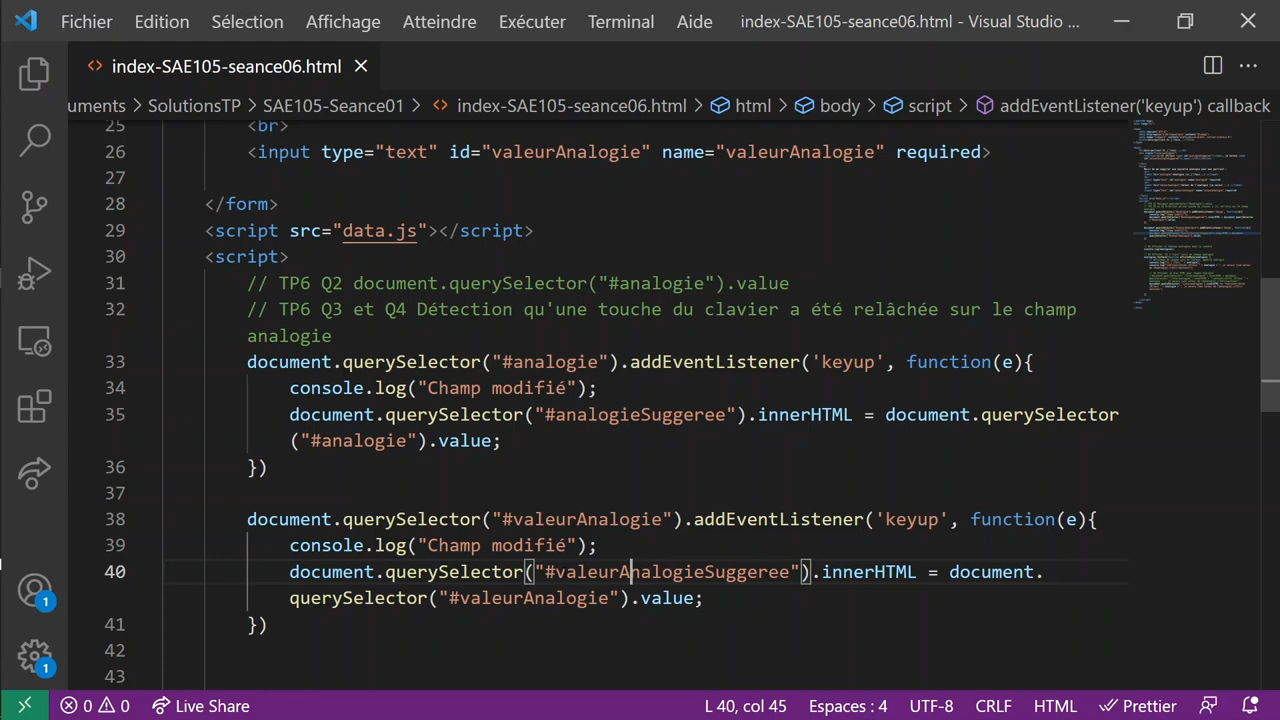 Fichier Edition Sélection Affichage Atteindre Exécuter Terminal Aide index-SAE105-seance06.html - Visual Studio ...
index-SAE105-seance06.html
uments > SolutionsTP > SAE105-Seance01 > index-SAE105-seance06.html > html > body > script > addEventListener('keyup') callback
25 <br>
26 <input type="text" id="valeurAnalogie" name="valeurAnalogie" required>
27
28 </form>
29 <script src="data.js"></script>
30 <script>
31 // TP6 Q2 document.querySelector("#analogie").value
32 // TP6 Q3 et Q4 Détection qu'une touche du clavier a été relâchée sur le champ
analogie
33 document.querySelector("#analogie").addEventListener('keyup', function(e){
34 console.log("Champ modifié");
35 document.querySelector("#analogieSuggeree").innerHTML = document.querySelector
("#analogie").value;
36 })
37
38 document.querySelector("#valeurAnalogie").addEventListener('keyup', function(e){
39 console.log("Champ modifié");
40 document.querySelector("#valeurAnalogieSuggeree").innerHTML = document.
querySelector("#valeurAnalogie").value;
41 })
42
43
1
1
0 0 Live Share L 40, col 45 Espaces : 4 UTF-8 CRLF HTML Prettier